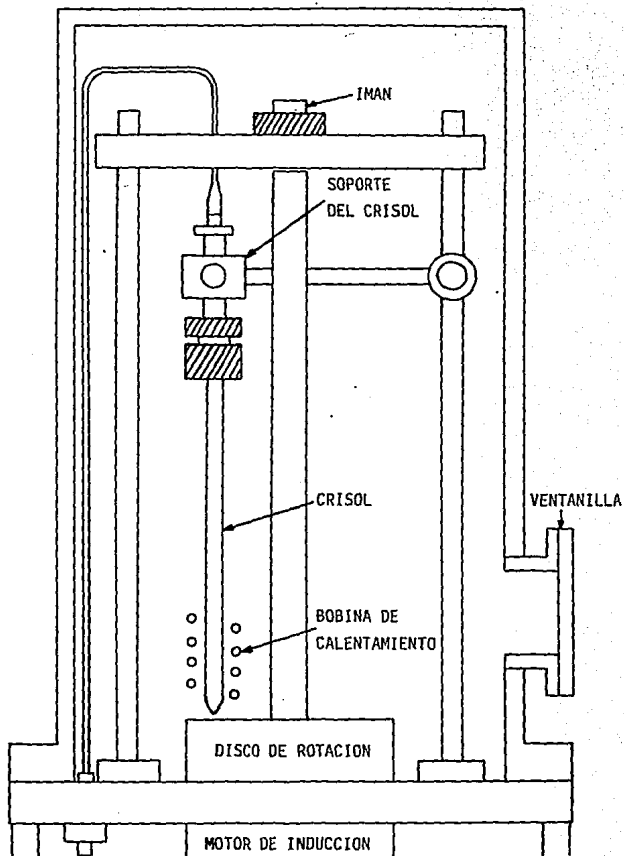 IMAN
SOPORTE
DEL CRISOL
CRISOL
VENTANILLA
BOBINA DE
CALENTAMIENTO
DISCO DE ROTACION
MOTOR DE INDUCCION